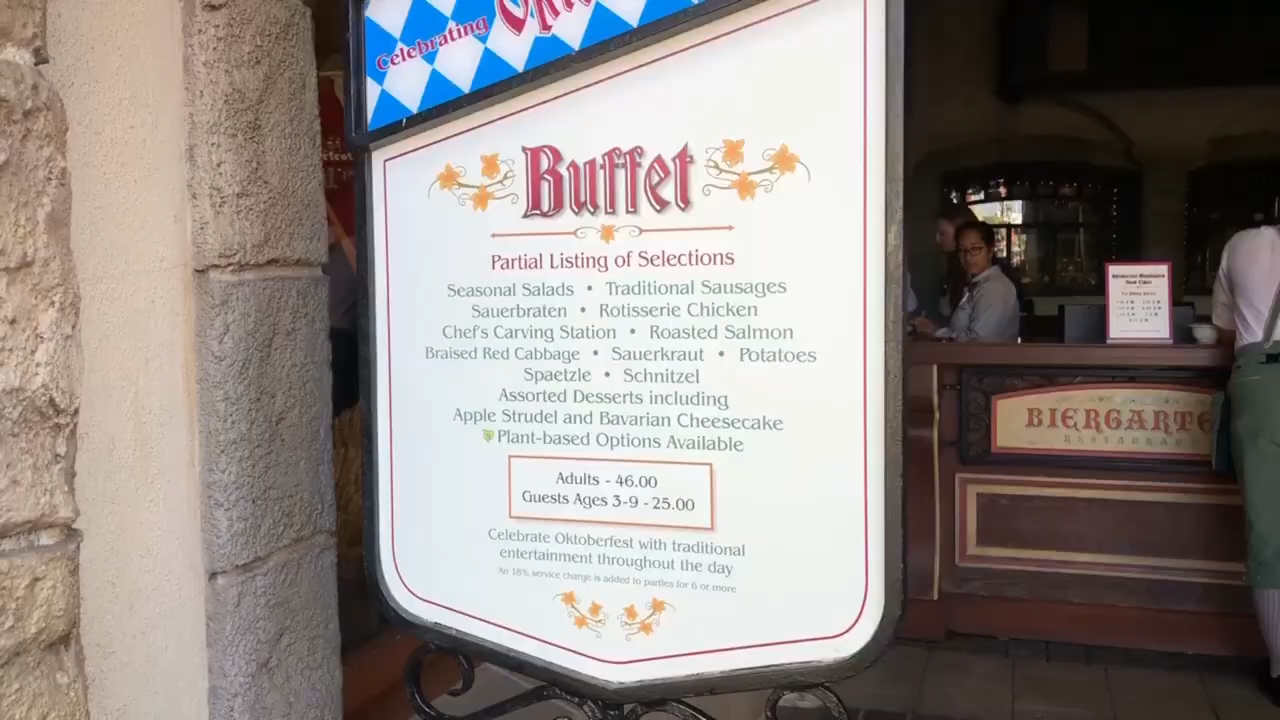 Celebrating
Buffet
Partial Listing of Selections
Seasonal Salads • Traditional Sausages
Sauerbraten • Rotisserie Chicken
Chef's Carving Station • Roasted Salmon
Braised Red Cabbage • Sauerkraut • Potatoes
Spaetzle • Schnitzel
Assorted Desserts including
Apple Strudel and Bavarian Cheesecake
Plant-based Options Available
Adults - 46.00
Guests Ages 3-9 - 25.00
Celebrate Oktoberfest with traditional
entertainment throughout the day
An 18% service charge is added to parties for 6 or more
BIERGARTE
RESTAURAN